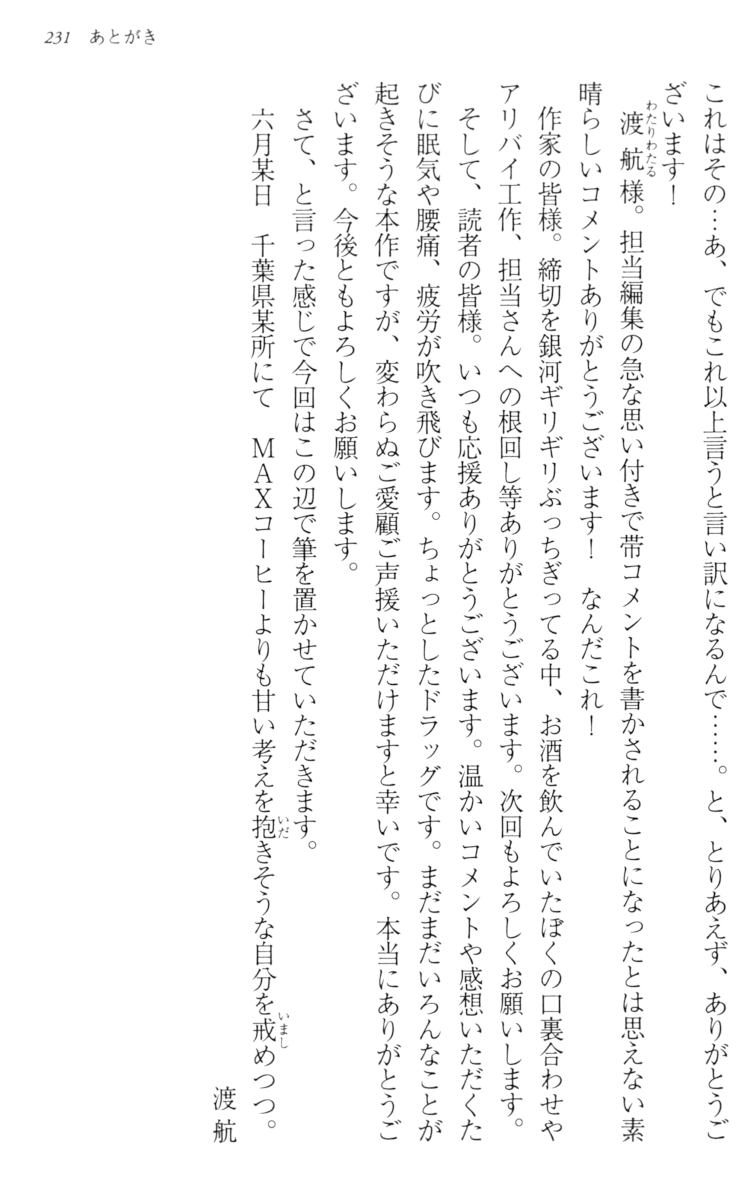 231 あとがき
これはその…あ、でもこれ以上言うと言い訳になるんで……。と、とりあえず、ありがとうご
ざいます！
渡航様。担当編集の急な思い付きで帯コメントを書かされることになったとは思えない素
わたりわたる
晴らしいコメントありがとうございます！　なんだこれ！
作家の皆様。締切を銀河ギリギリぶっちぎってる中、お酒を飲んでいたぼくの口裏合わせや
アリバイ工作、担当さんへの根回し等ありがとうございます。次回もよろしくお願いします。
そして、読者の皆様。いつも応援ありがとうございます。温かいコメントや感想いただくた
びに眠気や腰痛、疲労が吹き飛びます。ちょっとしたドラッグです。まだまだいろんなことが
起きそうな本作ですが、変わらぬご愛顧ご声援いただけますと幸いです。本当にありがとうご
ざいます。今後ともよろしくお願いします。
さて、と言った感じで今回はこの辺で筆を置かせていただきます。
六月某日　千葉県某所にて　ＭＡＸコーヒーよりも甘い考えを抱きそうな自分を戒めつつ。
いだ
いまし
渡航